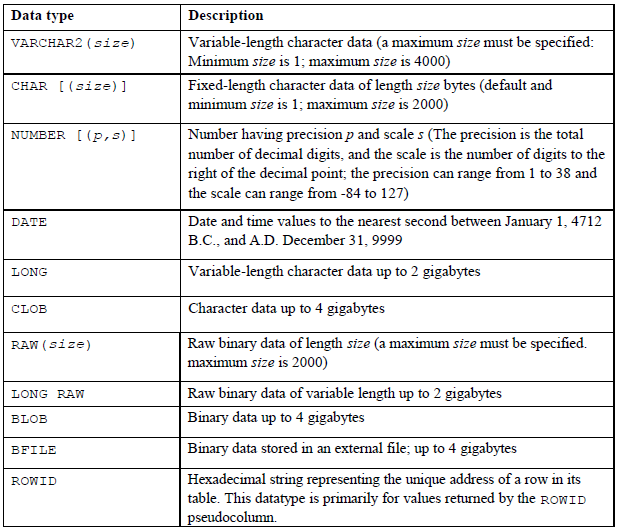 Data type Description
VARCHAR2(size) Variable-length character data (a maximum size must be specified:
Minimum size is 1; maximum size is 4000)
CHAR [(size)] Fixed-length character data of length size bytes (default and
minimum size is 1; maximum size is 2000)
NUMBER [(p,s)] Number having precision p and scale s (The precision is the total
number of decimal digits, and the scale is the number of digits to the
right of the decimal point; the precision can range from 1 to 38 and
the scale can range from -84 to 127)
DATE Date and time values to the nearest second between January 1, 4712
B.C., and A.D. December 31, 9999
LONG Variable-length character data up to 2 gigabytes
CLOB Character data up to 4 gigabytes
RAW(size) Raw binary data of length size (a maximum size must be specified.
maximum size is 2000)
LONG RAW Raw binary data of variable length up to 2 gigabytes
BLOB Binary data up to 4 gigabytes
BFILE Binary data stored in an external file; up to 4 gigabytes
ROWID Hexadecimal string representing the unique address of a row in its
table. This datatype is primarily for values returned by the ROWID
pseudocolumn.